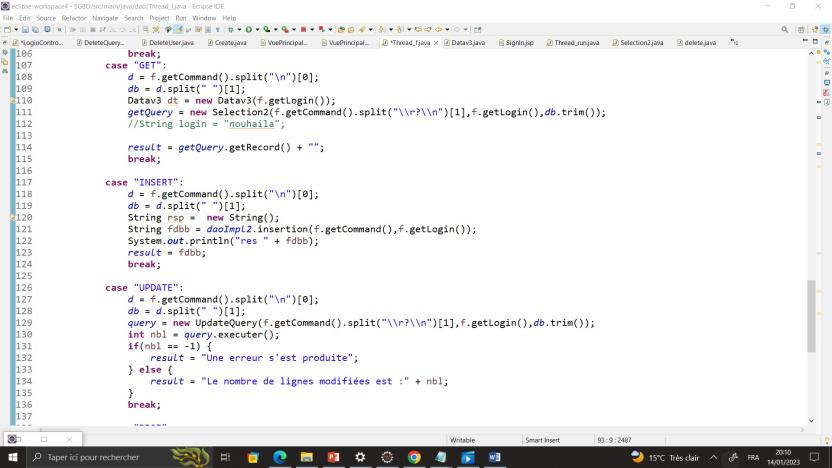 eclipse-workspace4 - SGBD/src/main/java/dao/Thread_f.java - Eclipse IDE
File Edit Source Refactor Navigate Search Project Run Window Help
*LoginContro... DeleteQuery... DeleteUser.java Create.java VuePrincipal... VuePrincipal... *Thread_f.java Datav3.java SignIn.jsp Thread_run.java Selection2.java delete.java
106 break;
107 case "GET":
108 d = f.getCommand().split("\n")[0];
109 db = d.split(" ")[1];
110 Datav3 dt = new Datav3(f.getLogin());
111 getQuery = new Selection2(f.getCommand().split("\\r?\\n")[1],f.getLogin(),db.trim());
112 //String login = "nouhaila";
113
114 result = getQuery.getRecord() + "";
115 break;
116
117 case "INSERT":
118 d = f.getCommand().split("\n")[0];
119 db = d.split(" ")[1];
120 String rsp =  new String();
121 String fdbb = daoImpl2.insertion(f.getCommand(),f.getLogin());
122 System.out.println("res " + fdbb);
123 result = fdbb;
124 break;
125
126 case "UPDATE":
127 d = f.getCommand().split("\n")[0];
128 db = d.split(" ")[1];
129 query = new UpdateQuery(f.getCommand().split("\\r?\\n")[1],f.getLogin(),db.trim());
130 int nbl = query.executer();
131 if(nbl == -1) {
132 result = "Une erreur s'est produite";
133 } else {
134 result = "Le nombre de lignes modifiées est :" + nbl;
135 }
136 break;
137
Writable Smart Insert 93 : 9 : 2487
Taper ici pour rechercher 15°C Très clair FRA 20:10
14/01/2023